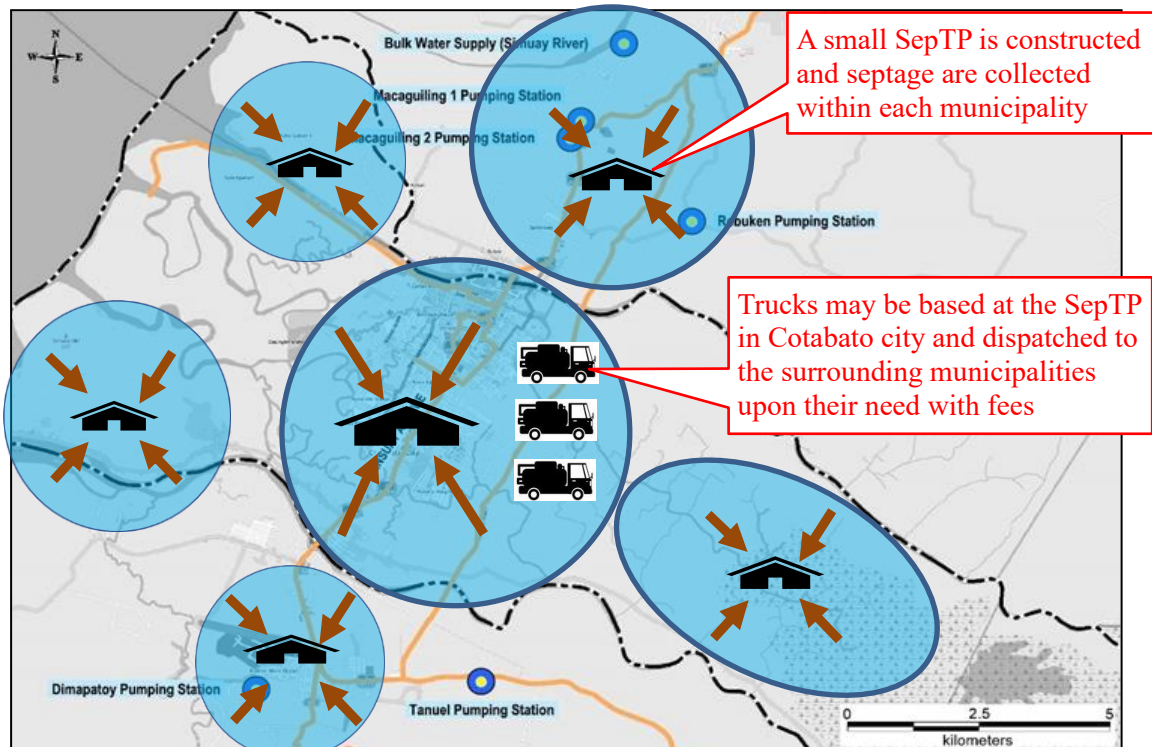 N
W E
S
Bulk Water Supply (Simuay River)
Macaguiling 1 Pumping Station
Macaguiling 2 Pumping Station
Rebuken Pumping Station
Dimapatoy Pumping Station
Tanuel Pumping Station
A small SepTP is constructed
and septage are collected
within each municipality
Trucks may be based at the SepTP
in Cotabato city and dispatched to
the surrounding municipalities
upon their need with fees
0 2.5 5
kilometers